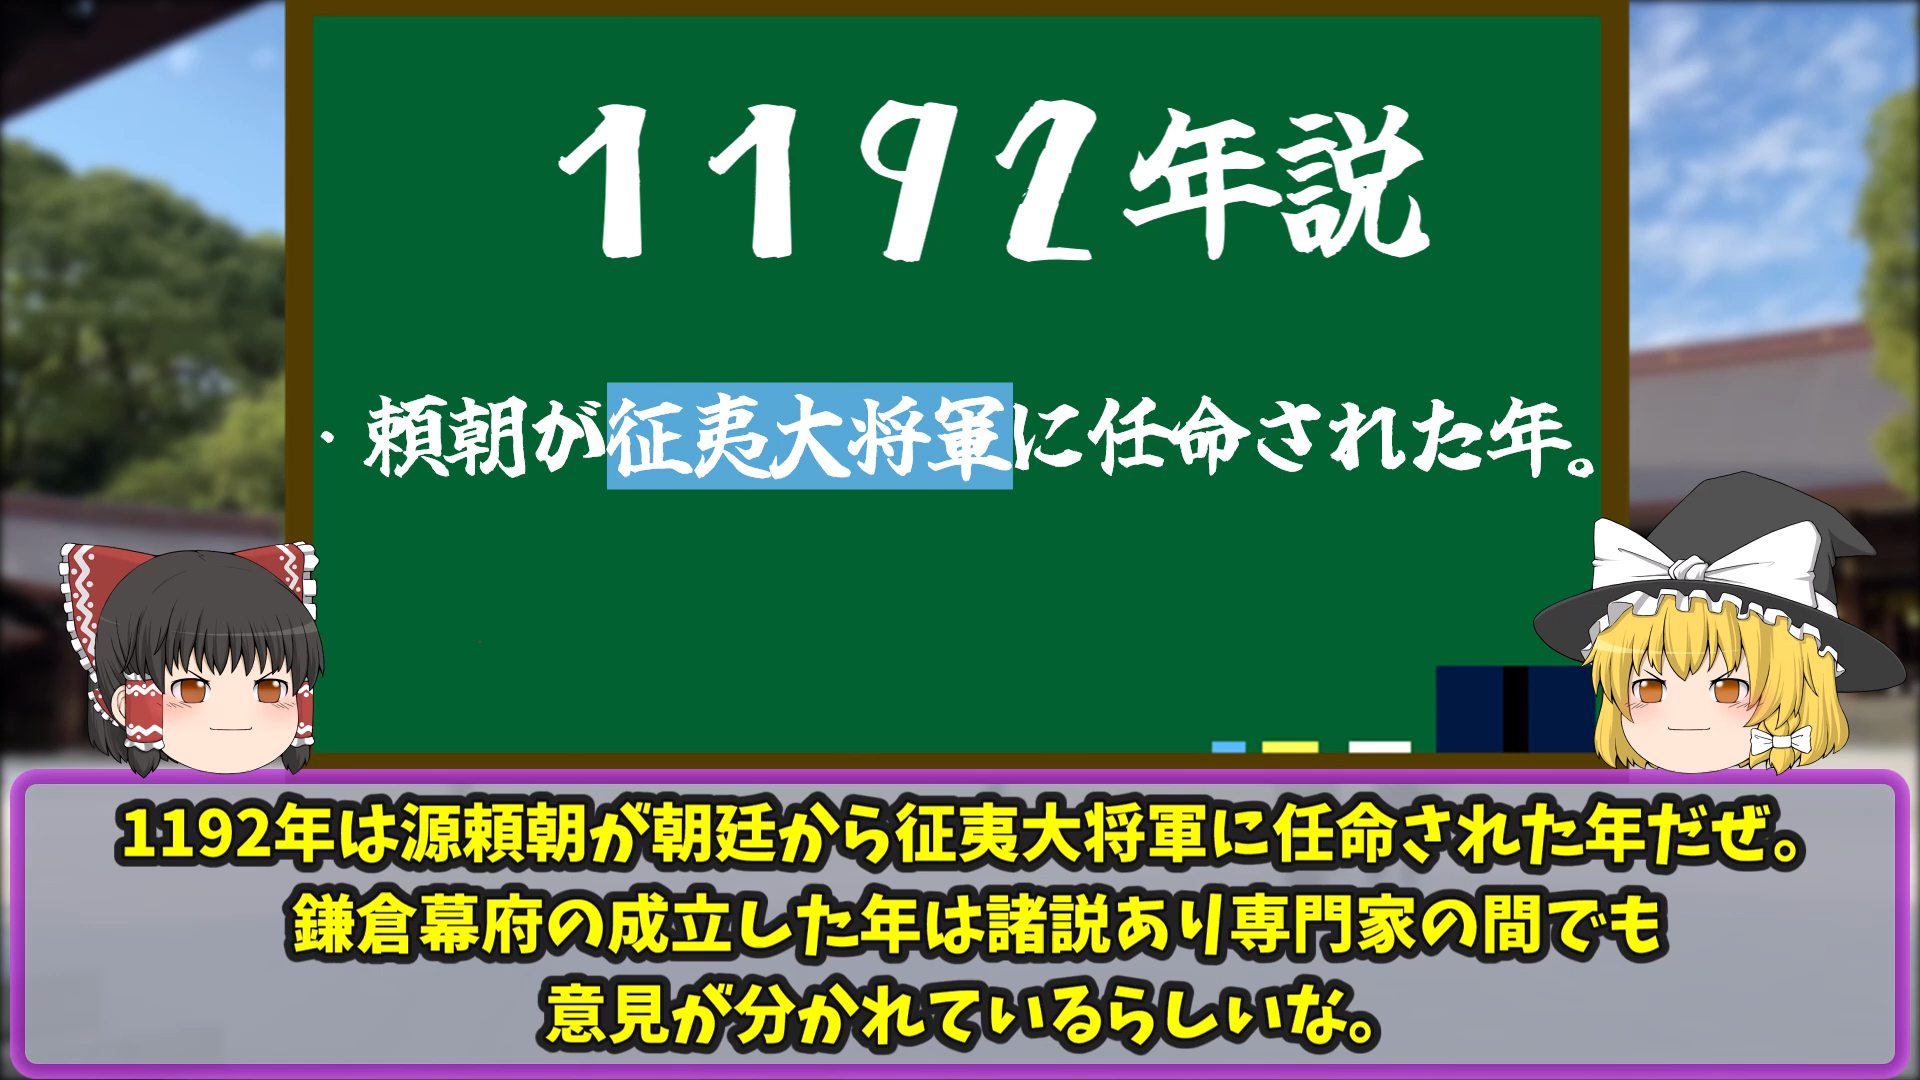 1192年説
・頼朝が征夷大将軍に任命された年。
1192年は源頼朝が朝廷から征夷大将軍に任命された年だぜ。
鎌倉幕府の成立した年は諸説あり専門家の間でも
意見が分かれているらしいな。